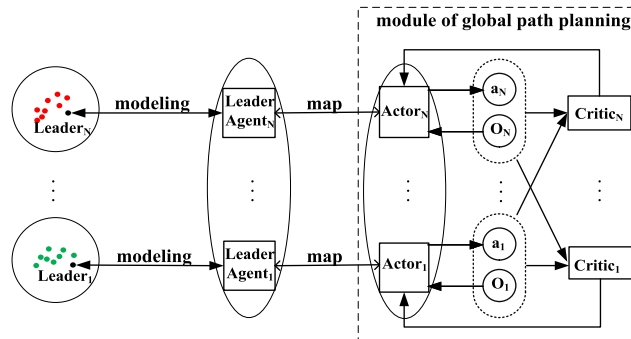 module of global path planning
Leader_N
modeling
Leader
Agent_N
map
Actor_N
a_N
O_N
Critic_N
Leader_1
modeling
Leader
Agent_1
map
Actor_1
a_1
O_1
Critic_1